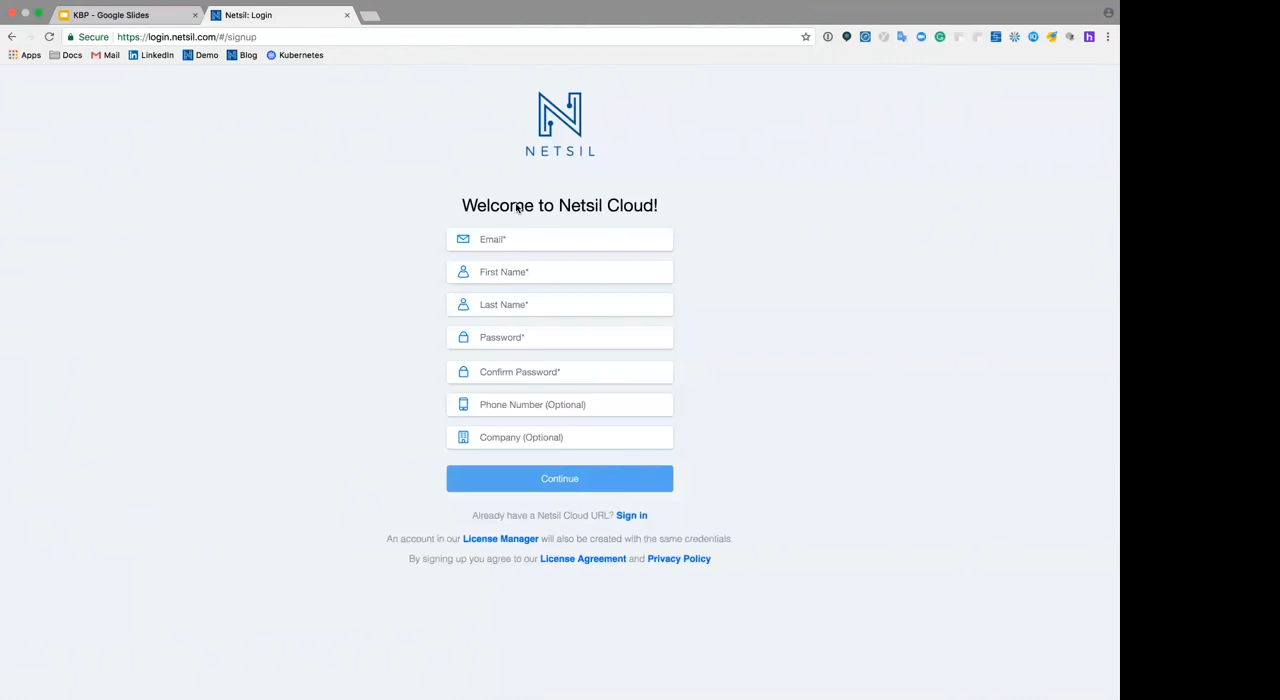 KBP - Google Slides
Netsil: Login
Secure https://login.netsil.com/#/signup
Apps Docs Mail LinkedIn Demo Blog Kubernetes
NETSIL
Welcome to Netsil Cloud!
Email*
First Name*
Last Name*
Password*
Confirm Password*
Phone Number (Optional)
Company (Optional)
Continue
Already have a Netsil Cloud URL? Sign in
An account in our License Manager will also be created with the same credentials.
By signing up you agree to our License Agreement and Privacy Policy